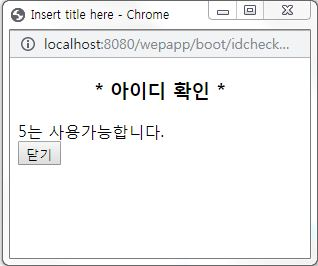 Insert title here - Chrome
localhost:8080/wepapp/boot/idcheck...
* 아이디 확인 *
5는 사용가능합니다.
닫기